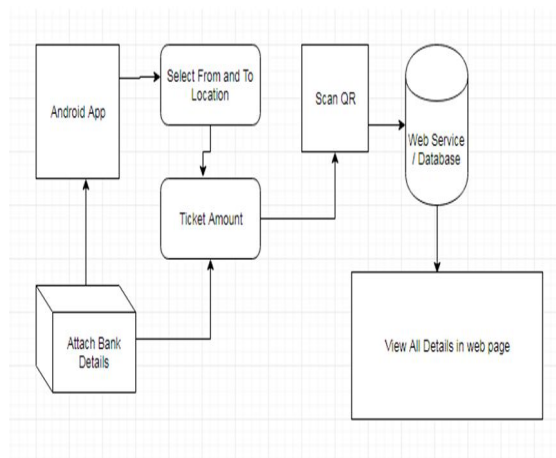 Android App
Select From and To
Location
Scan QR
Web Service
/ Database
Ticket Amount
Attach Bank
Details
View All Details in web page